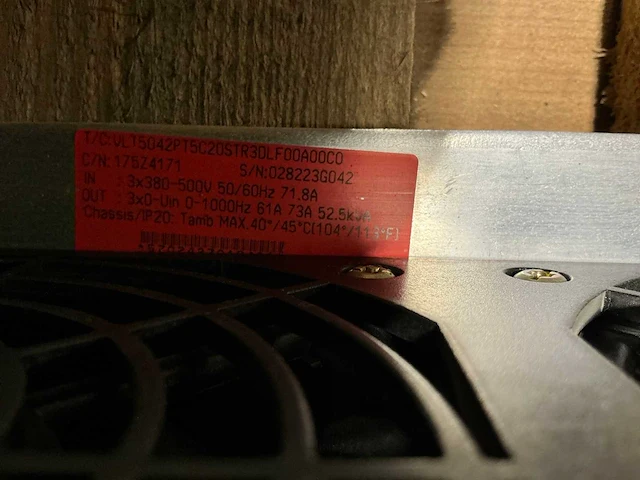 T/C:VLT5042PT5C20STR3DLF00A00C0
C/N: 175Z4171 S/N:028223G042
IN : 3x380-500V 50/60Hz 71.8A
OUT : 3x0-Uin 0-1000Hz 61A 73A 52.5kVA
Chassis/IP20: Tamb.MAX.40°/45°C(104°/113°F)